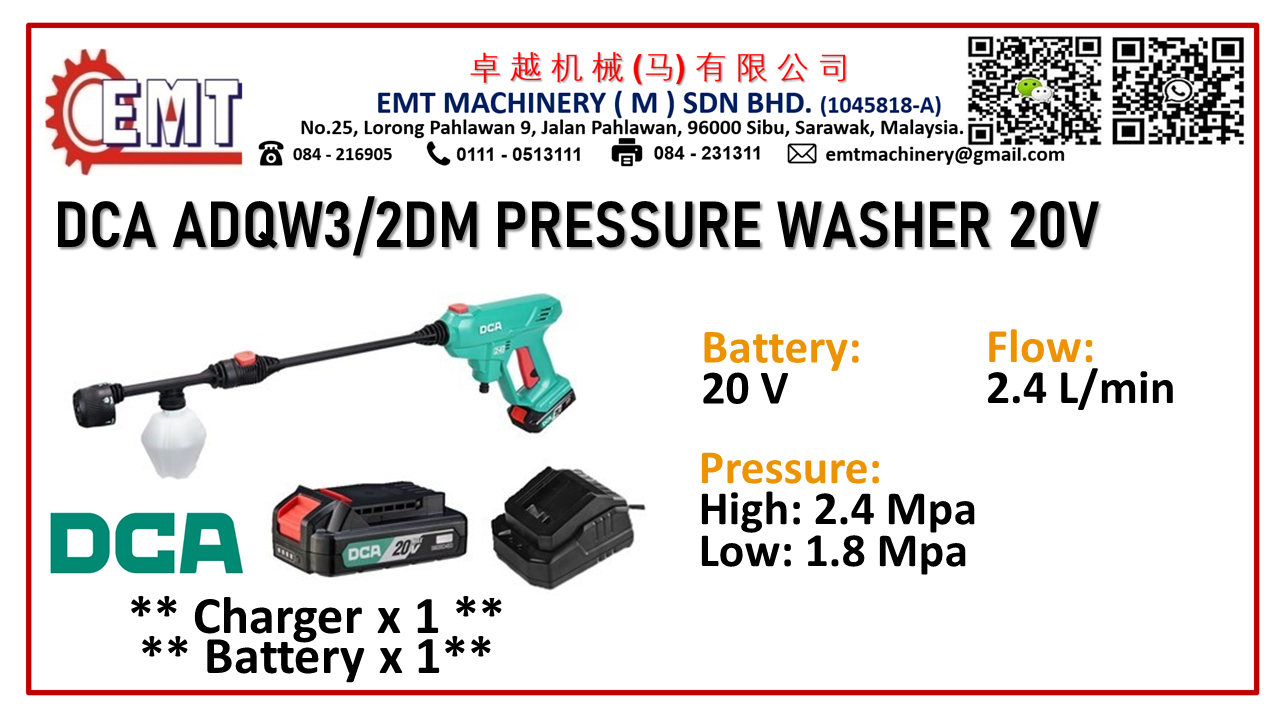 EMT
卓越机械(马)有限公司
EMT MACHINERY ( M ) SDN BHD. (1045818-A)
No.25, Lorong Pahlawan 9, Jalan Pahlawan, 96000 Sibu, Sarawak, Malaysia.
084 - 216905 0111 - 0513111 084 - 231311 emtmachinery@gmail.com
DCA ADQW3/2DM PRESSURE WASHER 20V
DCA
Battery:
20 V
Flow:
2.4 L/min
Pressure:
High: 2.4 Mpa
Low: 1.8 Mpa
DCA
DCA 20V
** Charger x 1 **
** Battery x 1**